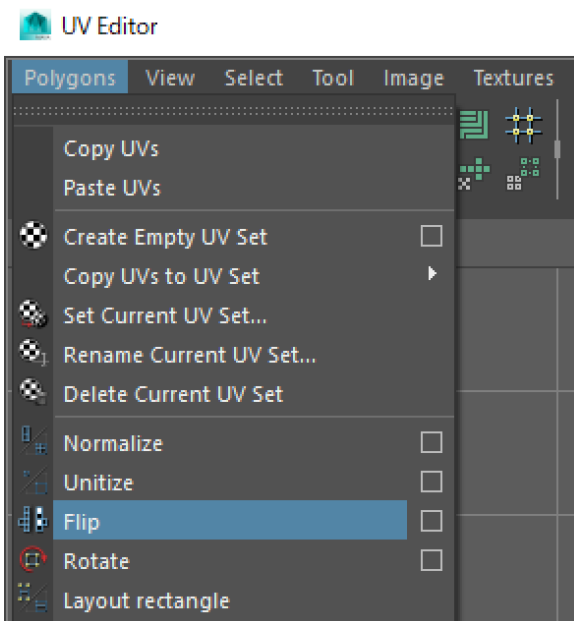 UV Editor
Polygons View Select Tool Image Textures
Copy UVs
Paste UVs
Create Empty UV Set
Copy UVs to UV Set
Set Current UV Set...
Rename Current UV Set...
Delete Current UV Set
Normalize
Unitize
Flip
Rotate
Layout rectangle